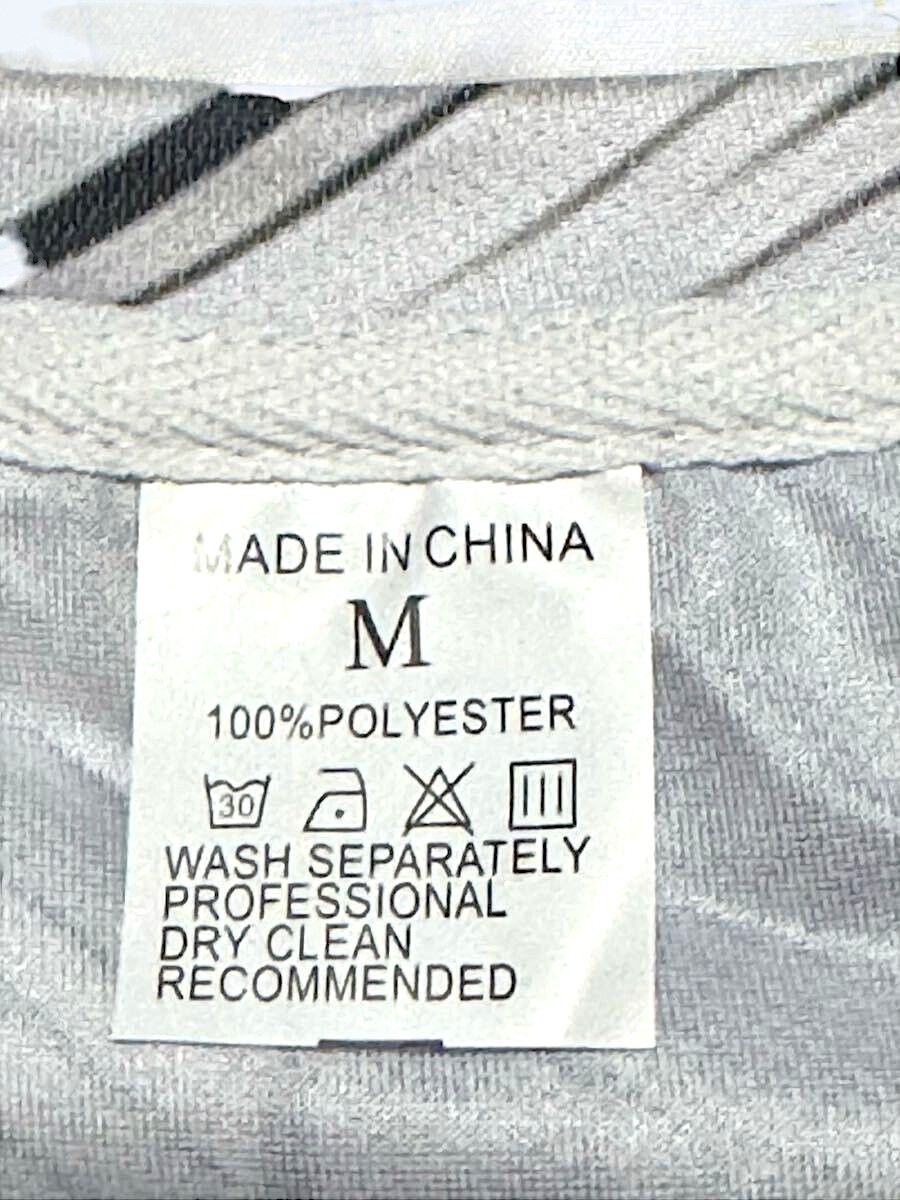 MADE IN CHINA
M
100%POLYESTER
30
WASH SEPARATELY
PROFESSIONAL
DRY CLEAN
RECOMMENDED